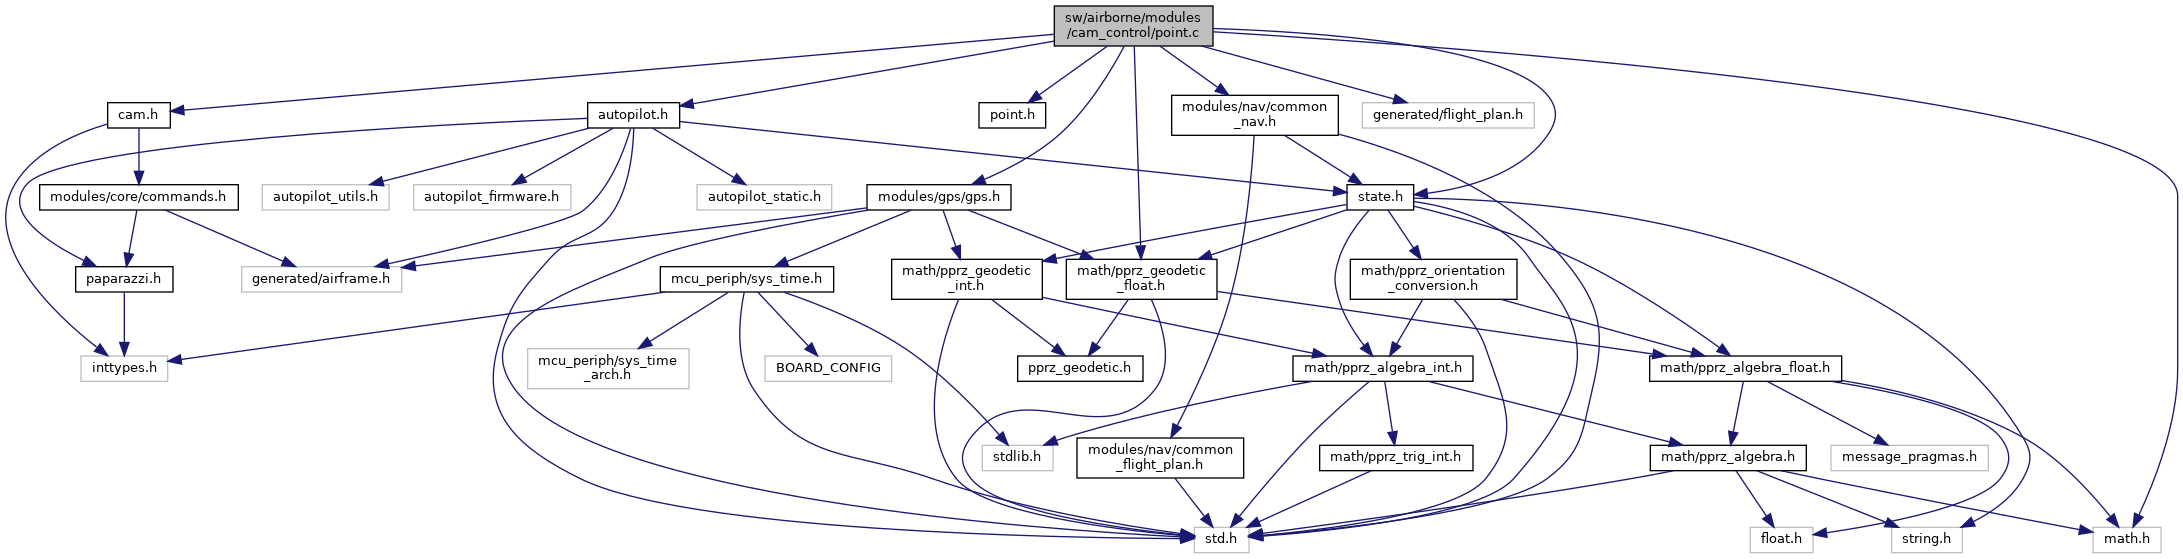 sw/airborne/modules
/cam_control/point.c
cam.h
autopilot.h
point.h
modules/nav/common
_nav.h
generated/flight_plan.h
modules/core/commands.h
autopilot_utils.h
autopilot_firmware.h
autopilot_static.h
modules/gps/gps.h
state.h
paparazzi.h
generated/airframe.h
mcu_periph/sys_time.h
math/pprz_geodetic
_int.h
math/pprz_geodetic
_float.h
math/pprz_orientation
_conversion.h
inttypes.h
mcu_periph/sys_time
_arch.h
BOARD_CONFIG
pprz_geodetic.h
math/pprz_algebra_int.h
math/pprz_algebra_float.h
stdlib.h
modules/nav/common
_flight_plan.h
math/pprz_trig_int.h
math/pprz_algebra.h
message_pragmas.h
std.h
float.h
string.h
math.h